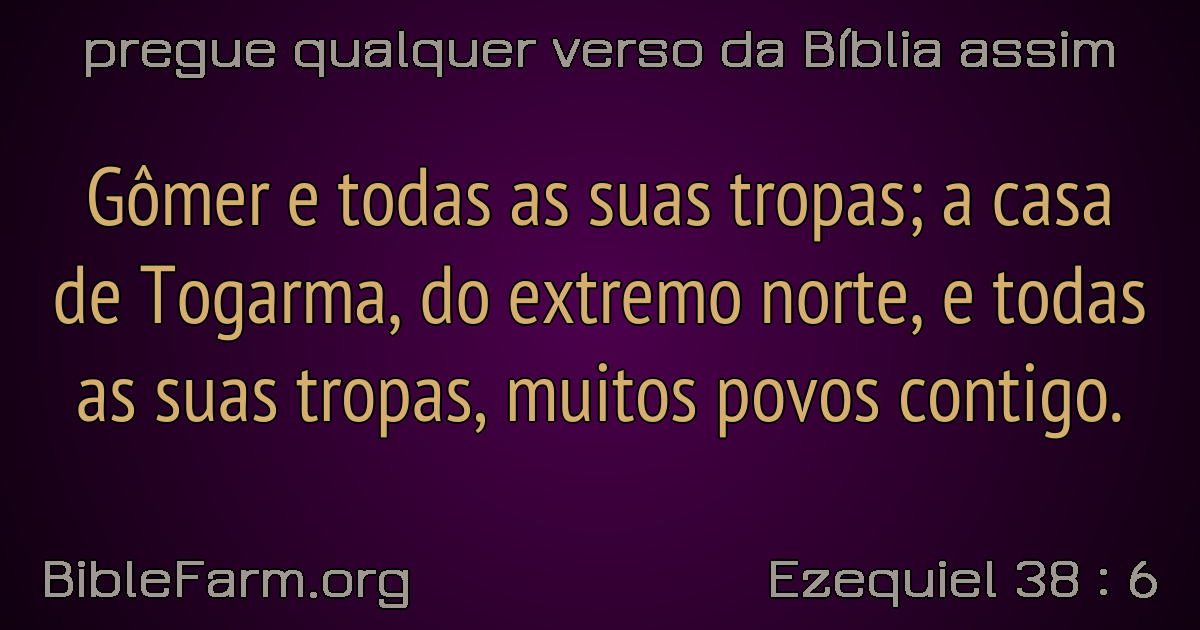 pregue qualquer verso da Bíblia assim
Gômer e todas as suas tropas; a casa
de Togarma, do extremo norte, e todas
as suas tropas, muitos povos contigo.
BibleFarm.org
Ezequiel 38 : 6